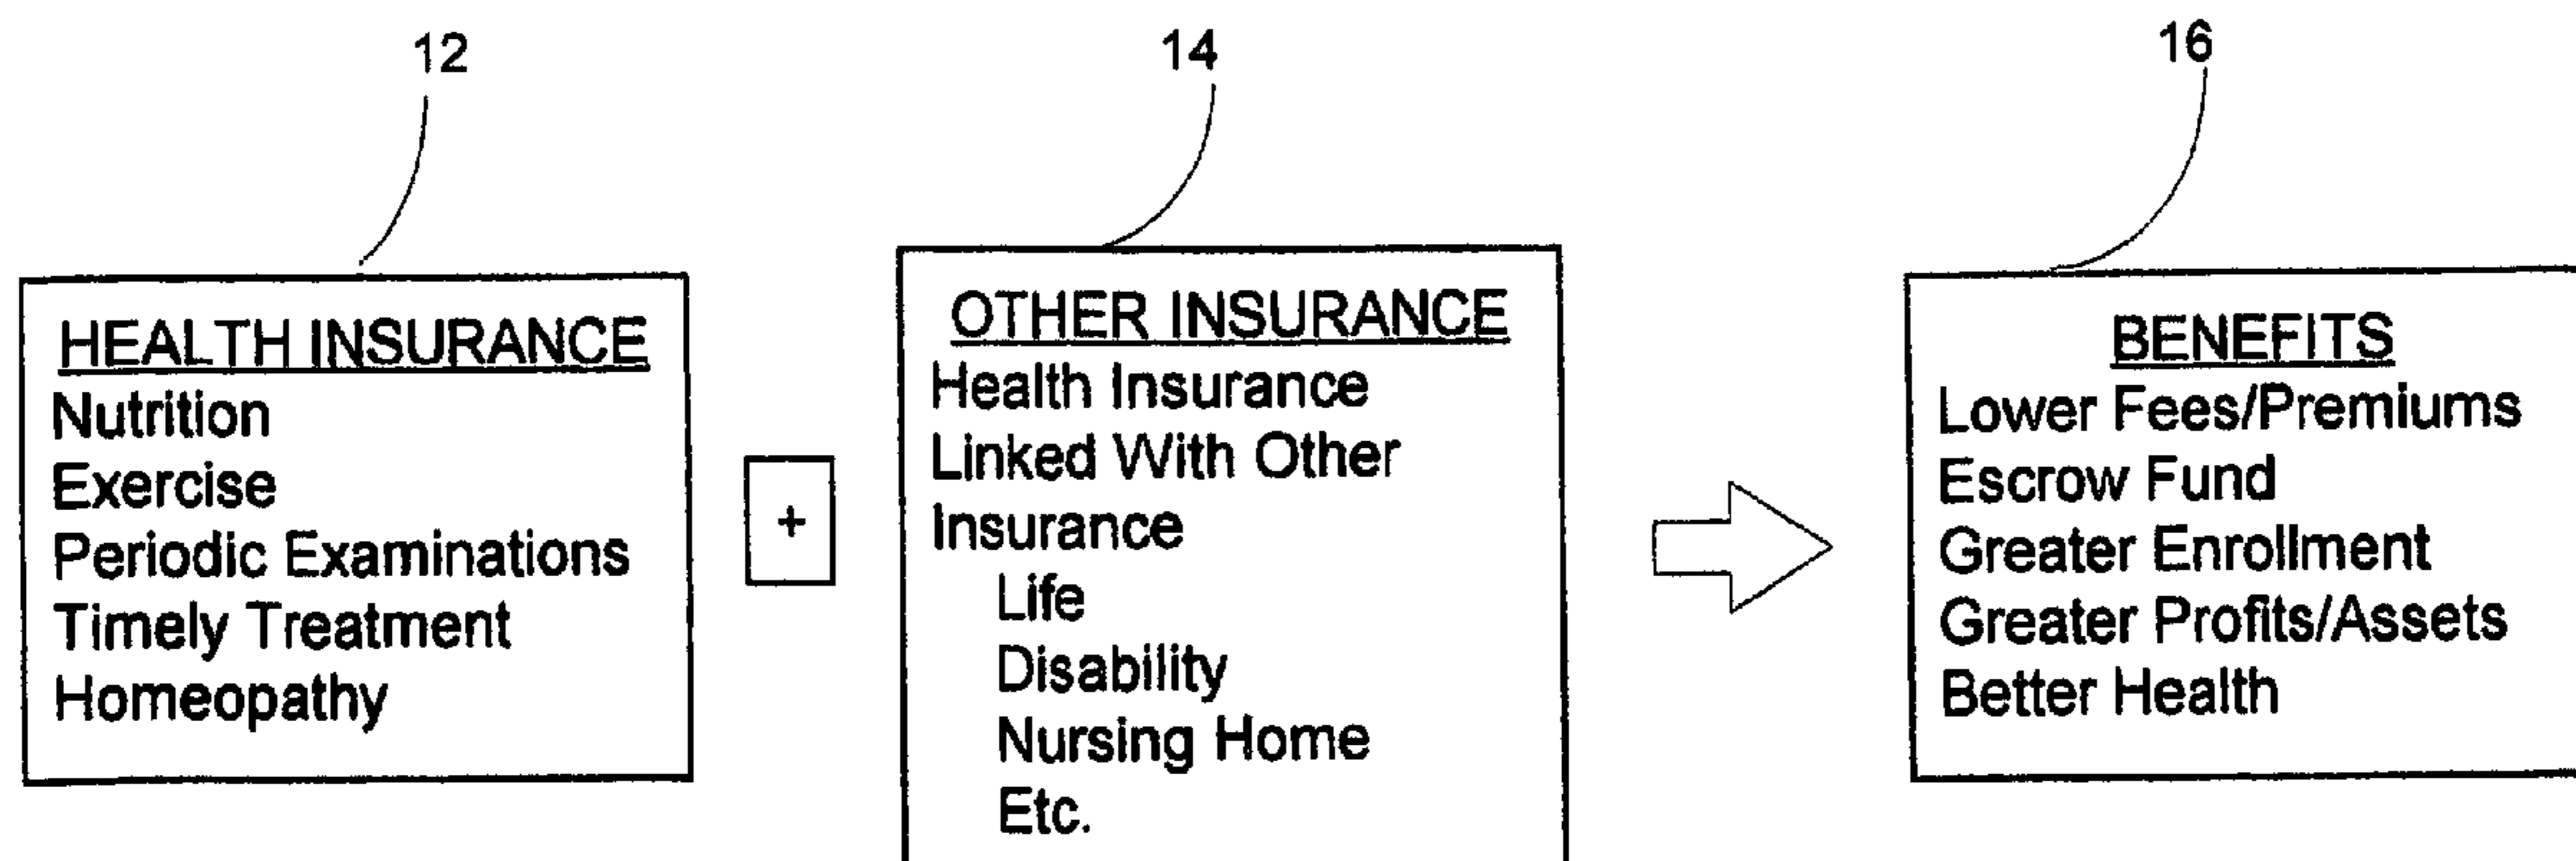 12
14
16
HEALTH INSURANCE
Nutrition
Exercise
Periodic Examinations
Timely Treatment
Homeopathy
+
OTHER INSURANCE
Health Insurance
Linked With Other
Insurance
Life
Disability
Nursing Home
Etc.
BENEFITS
Lower Fees/Premiums
Escrow Fund
Greater Enrollment
Greater Profits/Assets
Better Health